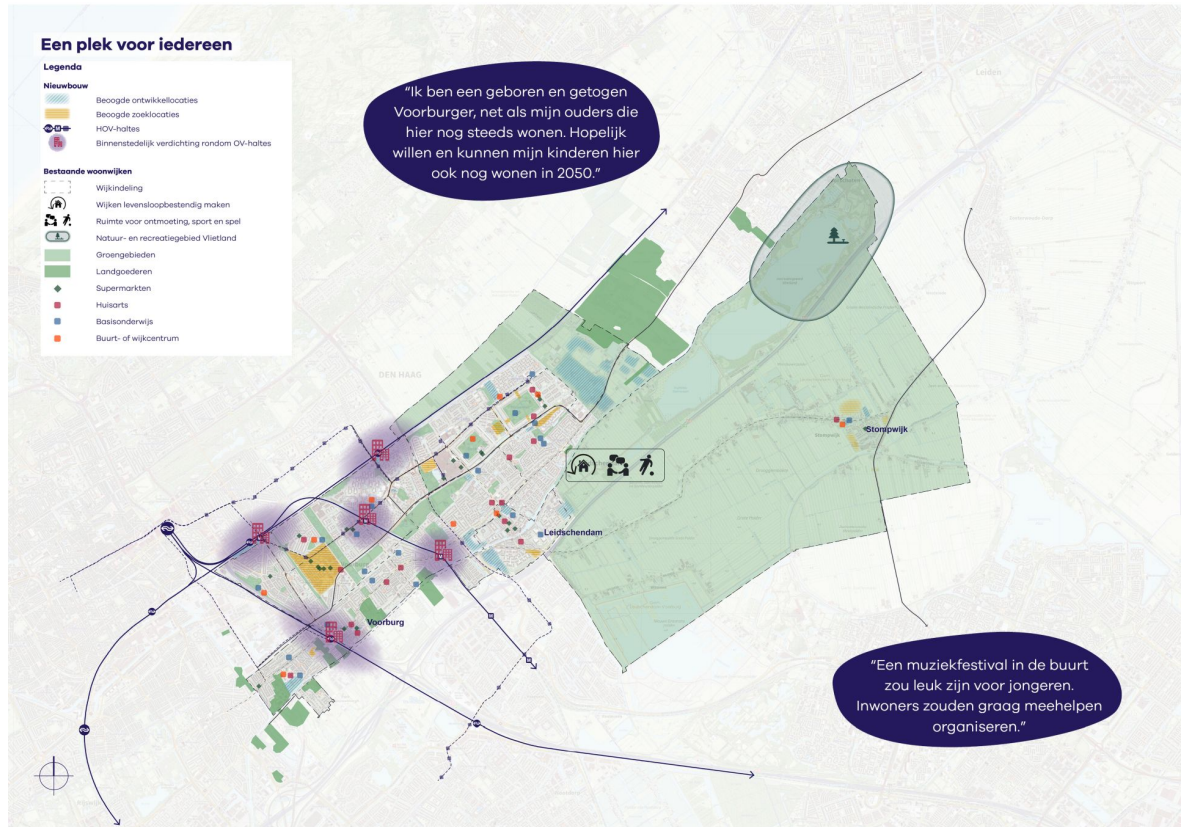 Een plek voor iedereen
Legenda
Nieuwbouw
Beoogde ontwikkellocaties
Beoogde zoeklocaties
HOV-haltes
Binnenstedelijk verdichting rondom OV-haltes
Bestaande woonwijken
Wijkindeling
Wijken levensloopbestendig maken
Ruimte voor ontmoeting, sport en spel
Natuur- en recreatiegebied Vlietland
Groengebieden
Landgoederen
Supermarkten
Huisarts
Basisonderwijs
Buurt- of wijkcentrum
"Ik ben een geboren en getogen
Voorburger, net als mijn ouders die
hier nog steeds wonen. Hopelijk
willen en kunnen mijn kinderen hier
ook nog wonen in 2050."
Leiden
DEN HAAG
Stompwijk
Stompwijk
Leidschendam
Voorburg
M
M
"Een muziekfestival in de buurt
zou leuk zijn voor jongeren.
Inwoners zouden graag meehelpen
organiseren."